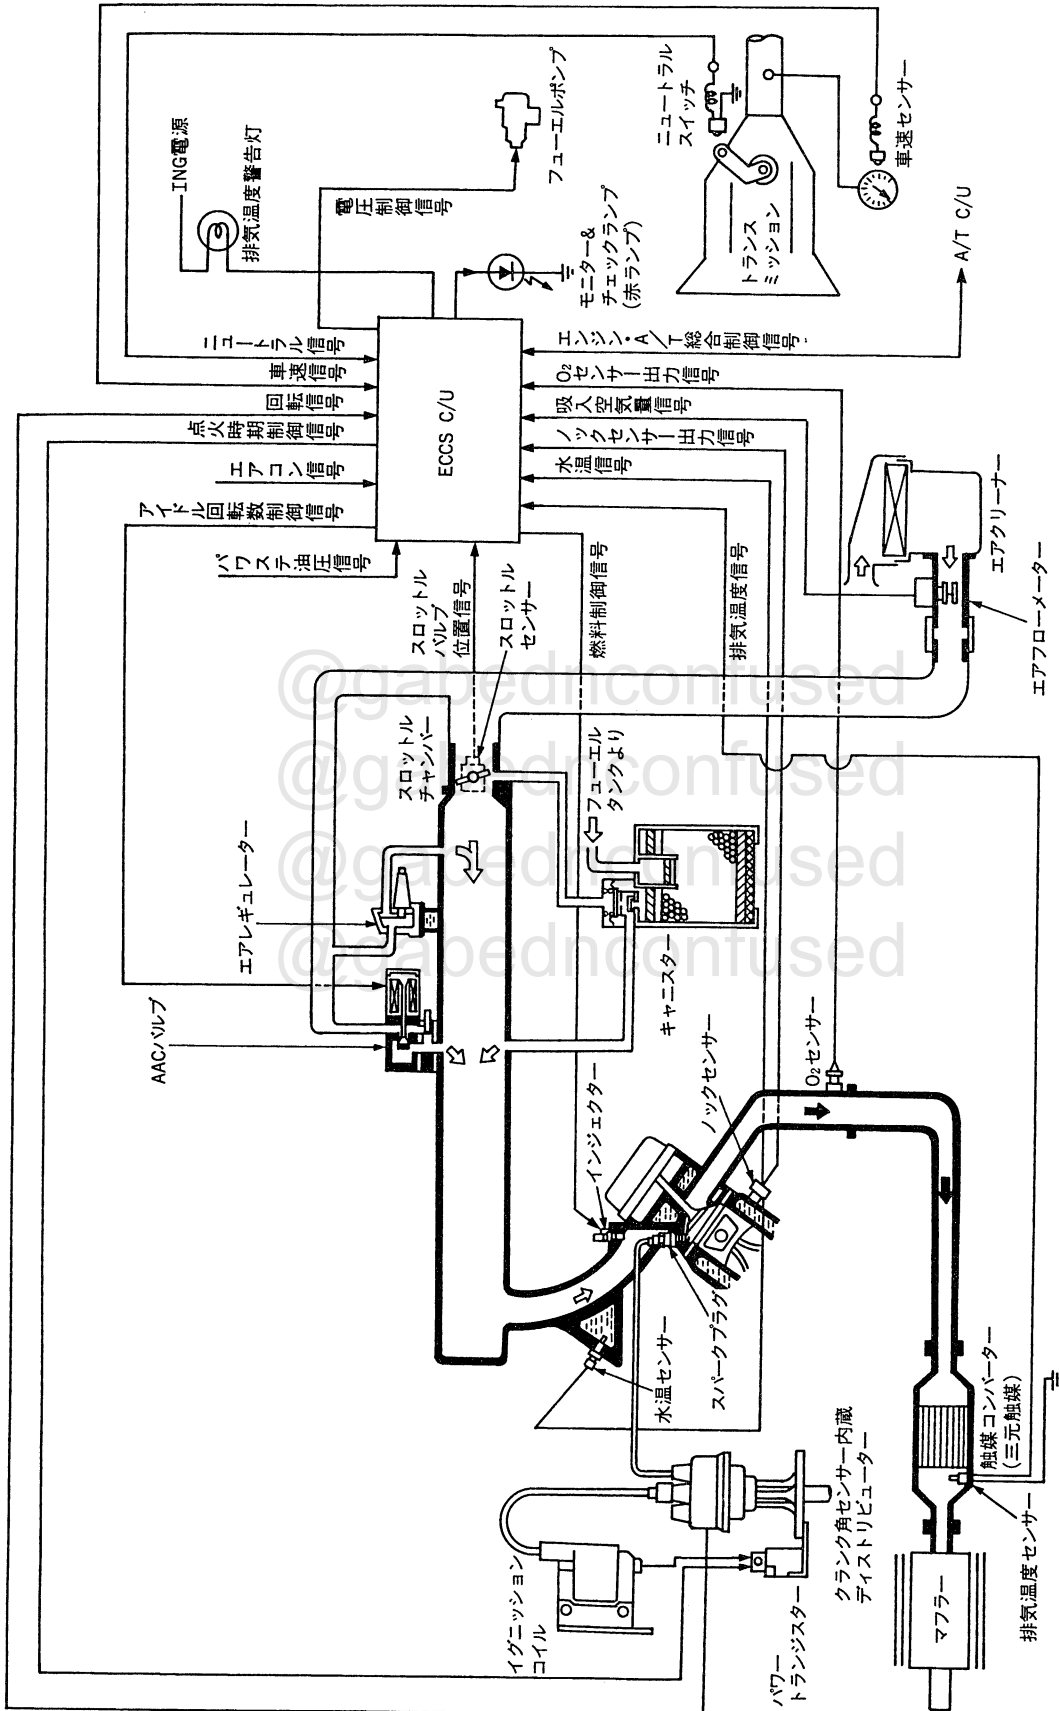 ING電源
排気温度警告灯
電圧制御信号
フューエルポンプ
モニター&
チェックランプ
(赤ランプ)
ニュートラル
スイッチ
トランス
ミッション
車速センサー
A/T C/U
ニュートラル信号
車速信号
回転信号
点火時期制御信号
エアコン信号
アイドル回転数制御信号
パワステ油圧信号
ECCS C/U
エンジン・A/T総合制御信号
O₂センサー出力信号
吸入空気量信号
ノックセンサー出力信号
水温信号
スロットル
バルブ
位置信号
スロットル
センサー
燃料制御信号
排気温度信号
エアクリーナー
エアフローメーター
スロットル
チャンバー
フューエル
タンクより
エアレギュレーター
AACバルブ
キャニスター
インジェクター
ノックセンサー
O₂センサー
水温センサー
スパークプラグ
イグニッション
コイル
パワー
トランジスター
クランク角センサー内蔵
ディストリビューター
触媒コンバーター
(三元触媒)
排気温度センサー
マフラー
@gabednconfused
@gabednconfused
@gabednconfused
@gabednconfused